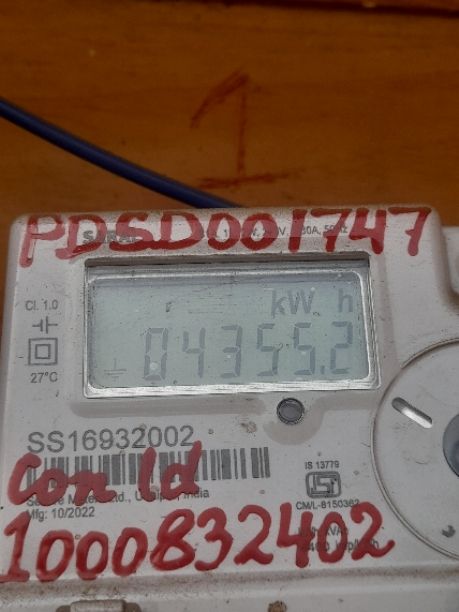 1
PDSD001747
Cl. 1.0
kW h
04355.2
27°C
SS16932002
Con Id
IS 13779
India
CM/L-8150362
Mfg: 10/2022
1000832402